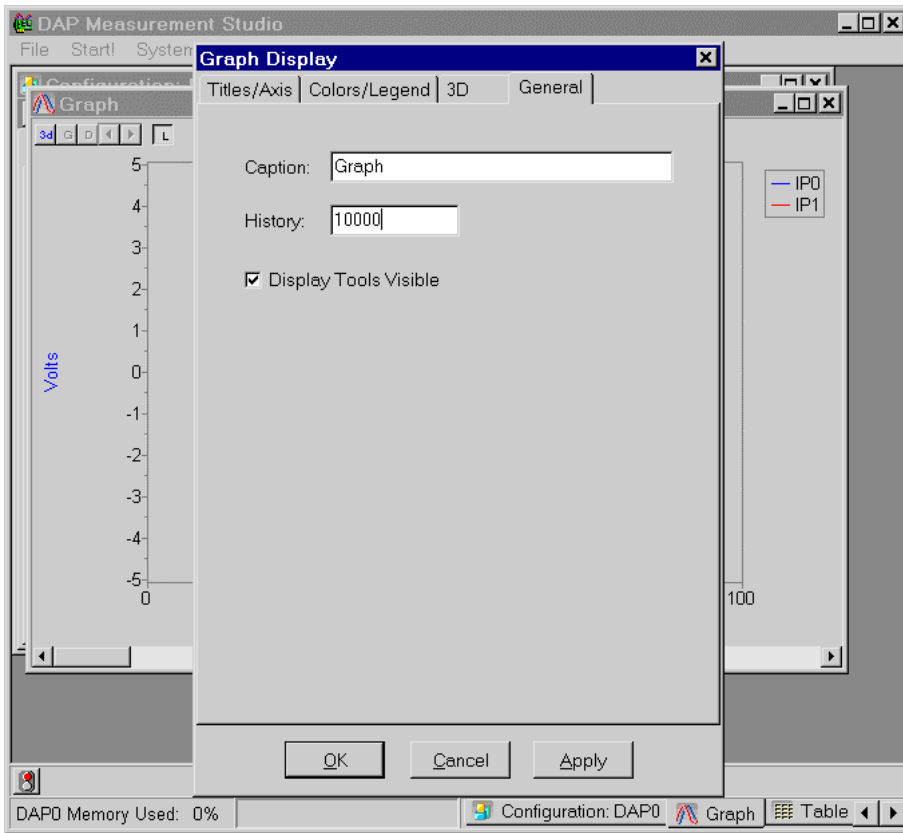 DAP Measurement Studio
File Start! System
Graph Display
Configuration:
Titles/Axis Colors/Legend 3D General
Graph
3d G D L
Caption: Graph
History: 10000
Display Tools Visible
IP0
IP1
5
4
3
2
1
0
-1
-2
-3
-4
-5
Volts
0 100
OK Cancel Apply
DAP0 Memory Used: 0% Configuration: DAP0 Graph Table